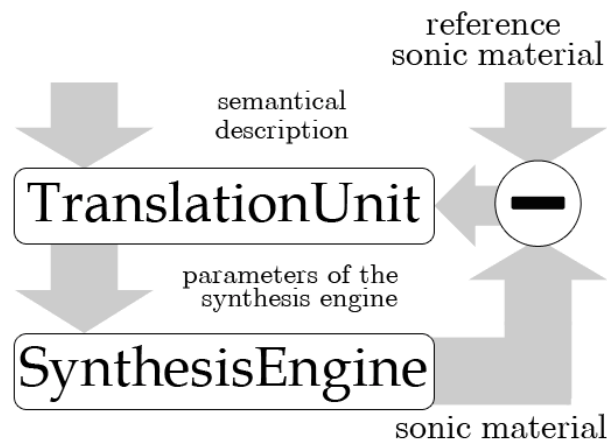 reference
sonic material
semantical
description
TranslationUnit
parameters of the
synthesis engine
SynthesisEngine
sonic material